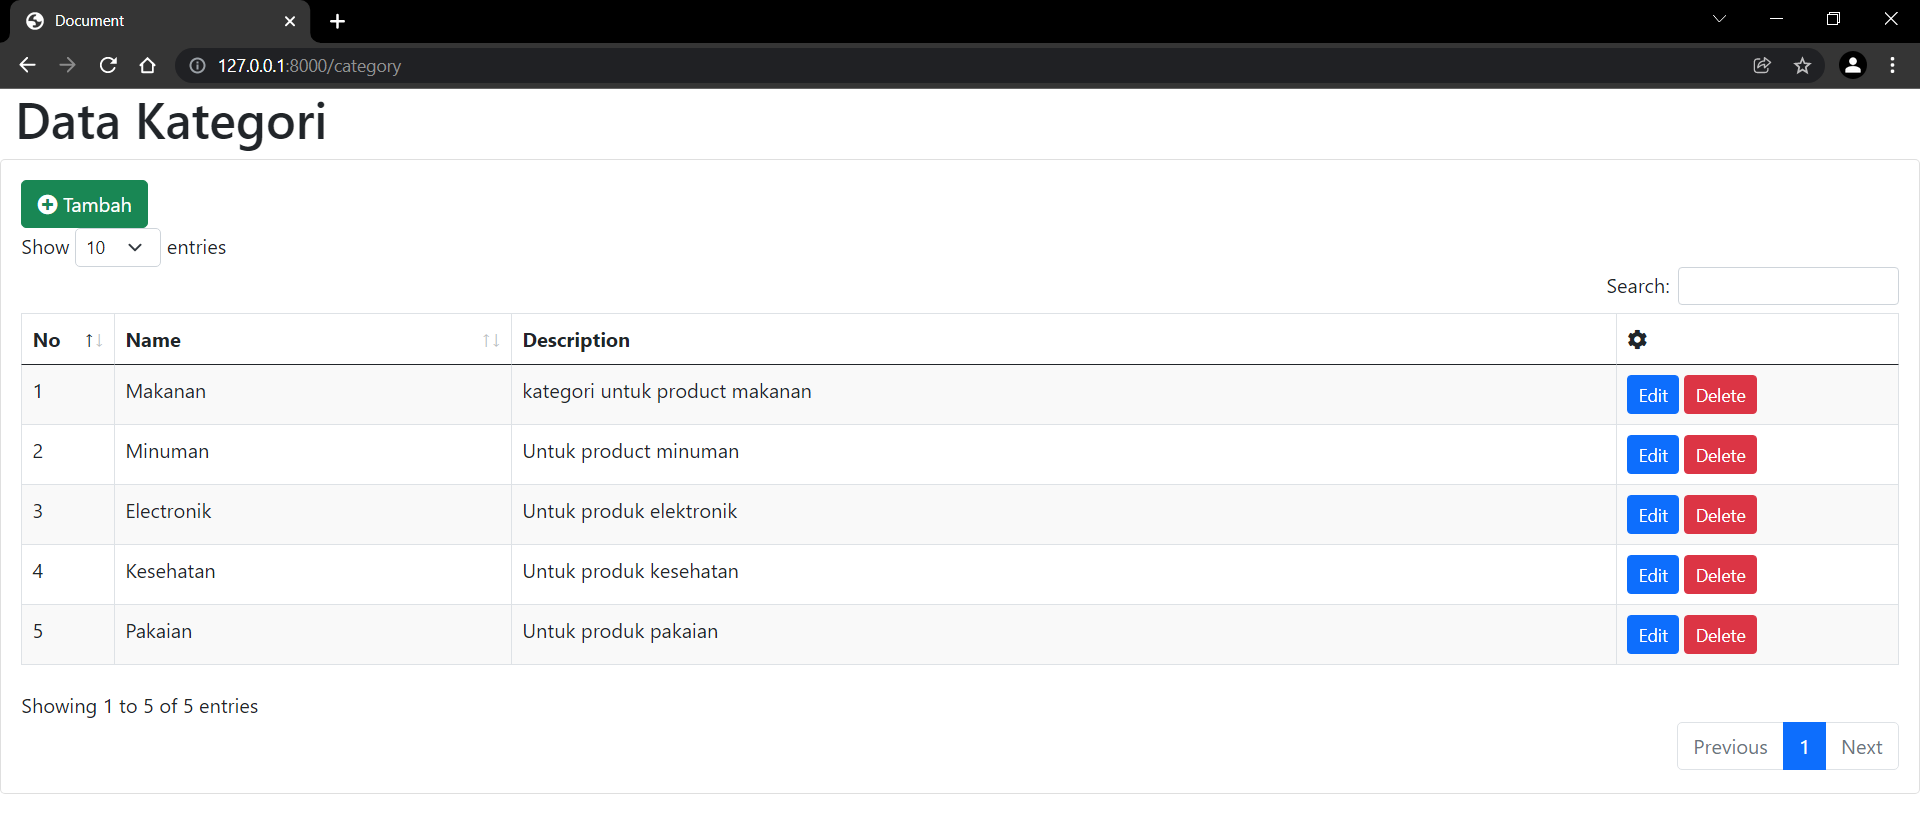 Document
127.0.0.1:8000/category
Data Kategori
Tambah
Show 10 entries
Search:
No Name Description
1 Makanan kategori untuk product makanan Edit Delete
2 Minuman Untuk product minuman Edit Delete
3 Electronik Untuk produk elektronik Edit Delete
4 Kesehatan Untuk produk kesehatan Edit Delete
5 Pakaian Untuk produk pakaian Edit Delete
Showing 1 to 5 of 5 entries
Previous 1 Next